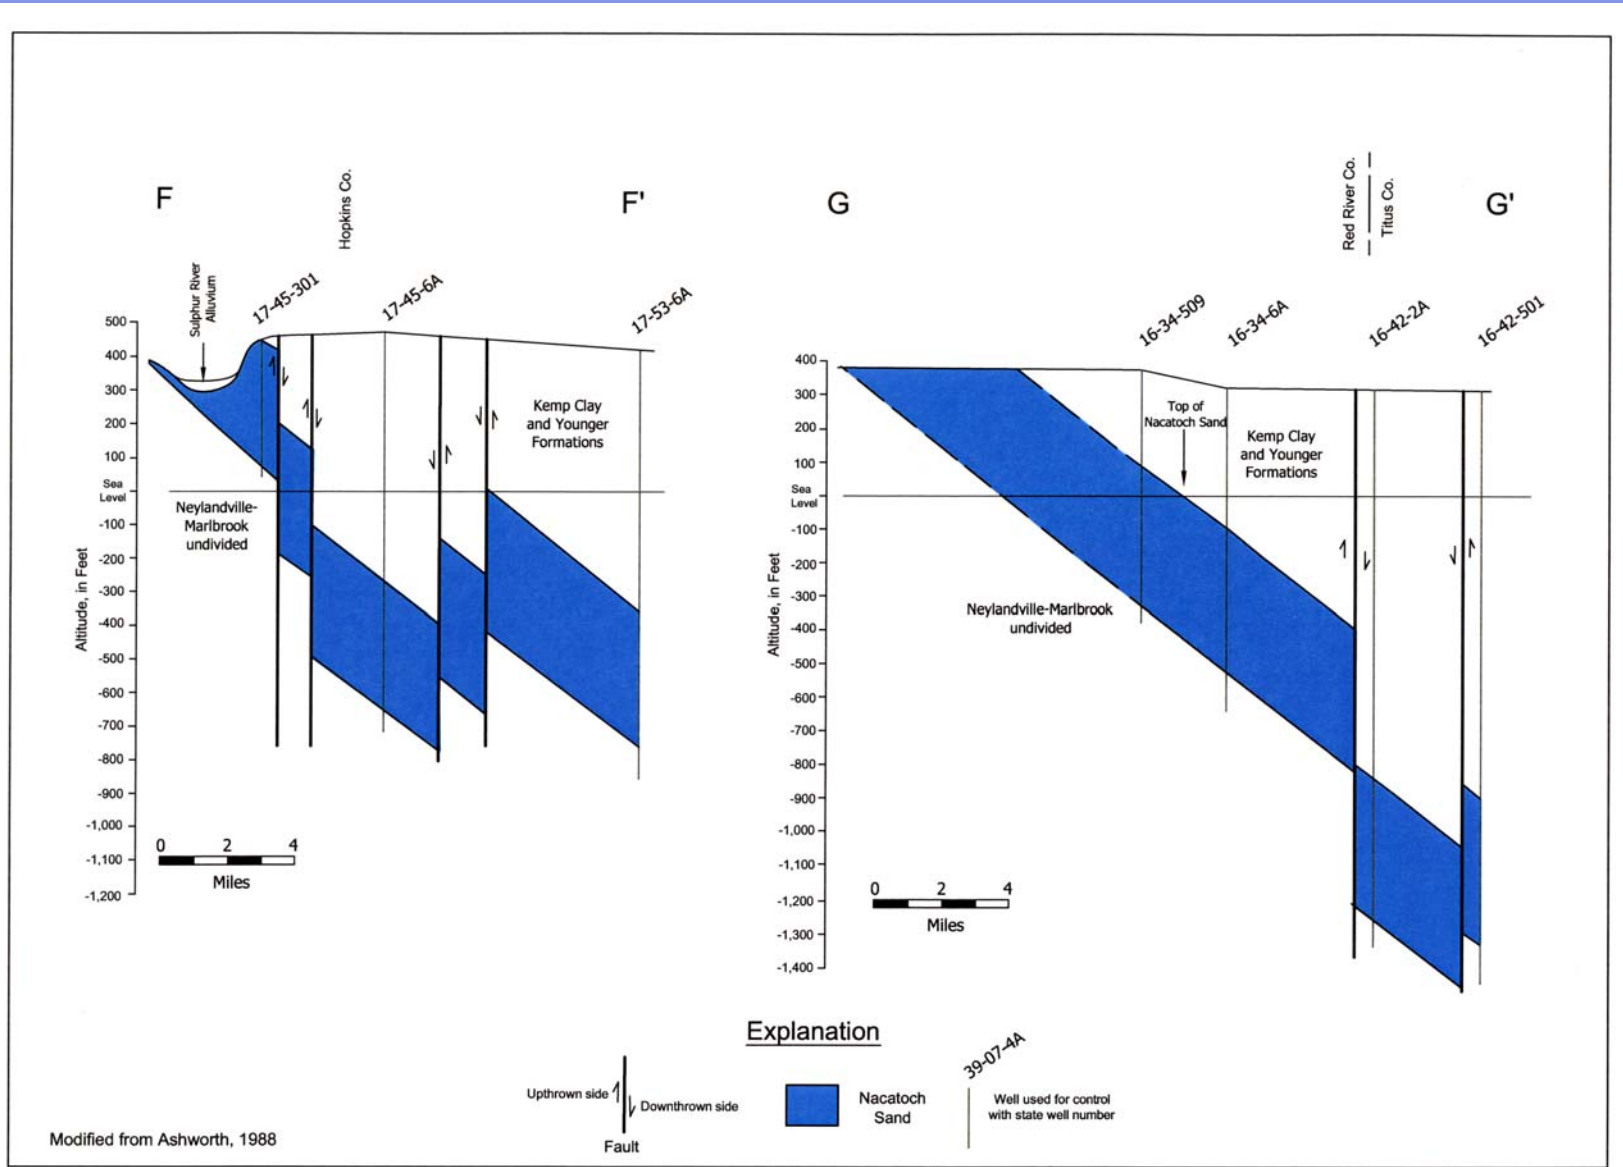 F
Hopkins Co.
F'
G
Red River Co.
Titus Co.
G'
Sulphur River
Alluvium
17-45-301
17-45-6A
17-53-6A
16-34-509
16-34-6A
16-42-2A
16-42-501
500
400
300
200
100
Sea
Level
-100
-200
-300
-400
-500
-600
-700
-800
-900
-1,000
-1,100
-1,200
Altitude, in Feet
Neylandville-
Marlbrook
undivided
Kemp Clay
and Younger
Formations
0 2 4
Miles
400
300
200
100
Sea
Level
-100
-200
-300
-400
-500
-600
-700
-800
-900
-1,000
-1,100
-1,200
-1,300
-1,400
Altitude, in Feet
Top of
Nacatoch Sand
Kemp Clay
and Younger
Formations
Neylandville-Marlbrook
undivided
0 2 4
Miles
Explanation
Upthrown side
Downthrown side
Fault
Nacatoch
Sand
39-07-4A
Well used for control
with state well number
Modified from Ashworth, 1988